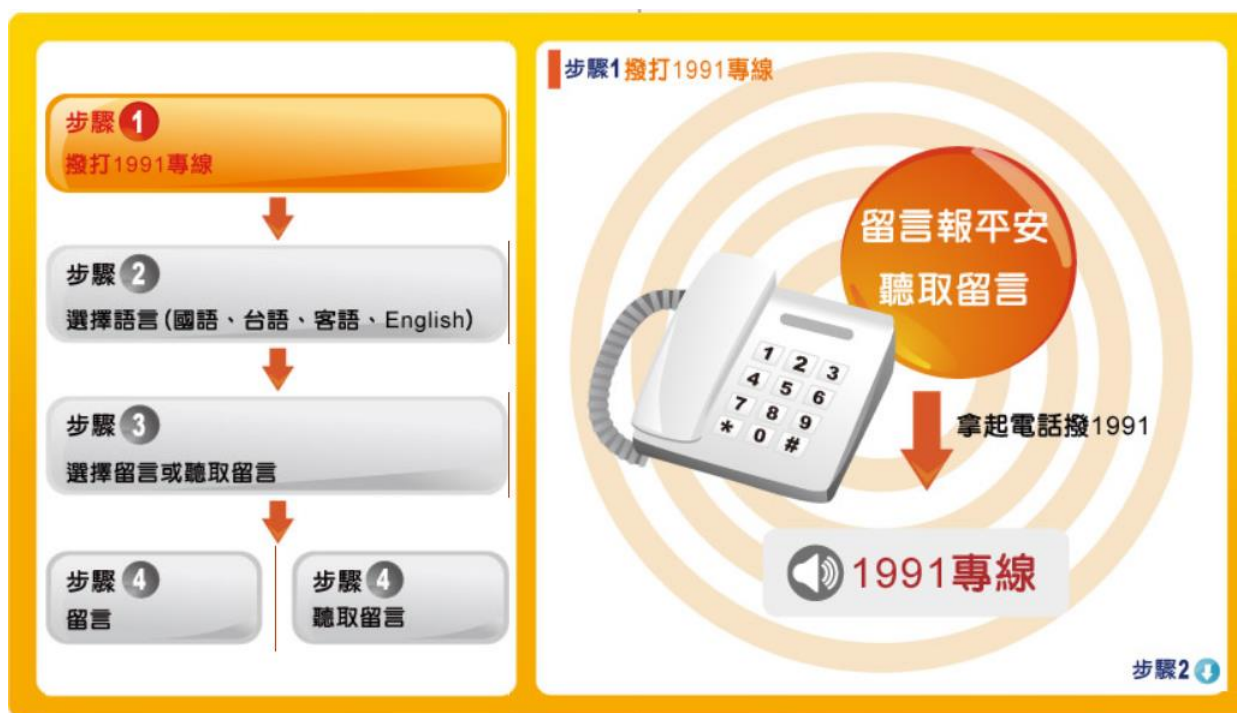 步驟1
撥打1991專線
步驟2
選擇語言(國語、台語、客語、English)
步驟3
選擇留言或聽取留言
步驟4
留言
步驟4
聽取留言
步驟1撥打1991專線
留言報平安
聽取留言
1 2 3
4 5 6
7 8 9
* 0 #
拿起電話撥1991
1991專線
步驟2